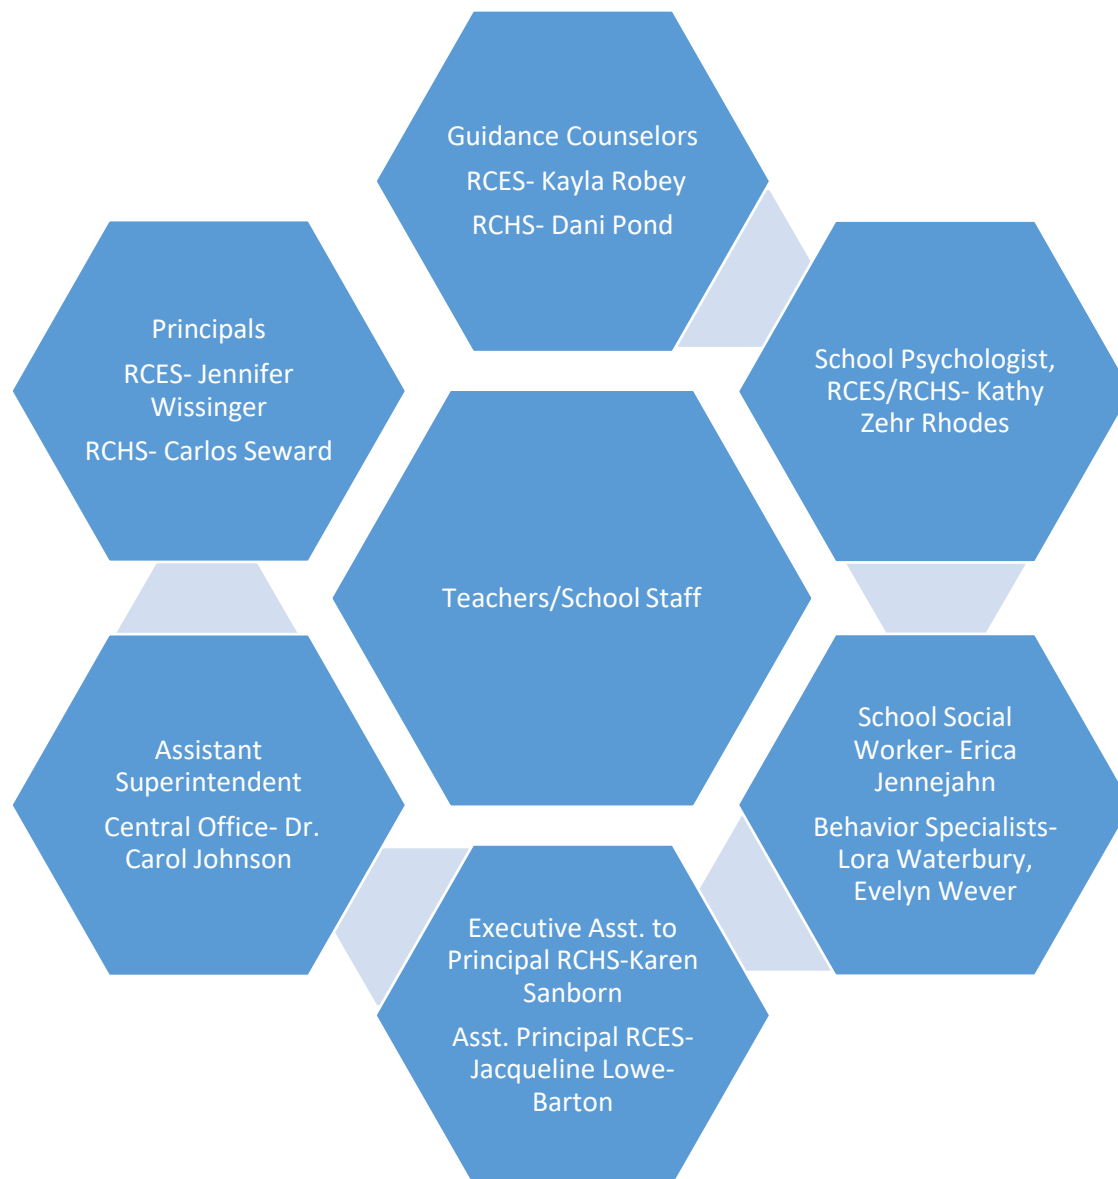 Guidance Counselors
RCES- Kayla Robey
RCHS- Dani Pond
Principals
RCES- Jennifer
Wissinger
RCHS- Carlos Seward
School Psychologist,
RCES/RCHS- Kathy
Zehr Rhodes
Teachers/School Staff
Assistant
Superintendent
Central Office- Dr.
Carol Johnson
School Social
Worker- Erica
Jennejahn
Behavior Specialists-
Lora Waterbury,
Evelyn Wever
Executive Asst. to
Principal RCHS-Karen
Sanborn
Asst. Principal RCES-
Jacqueline Lowe-
Barton